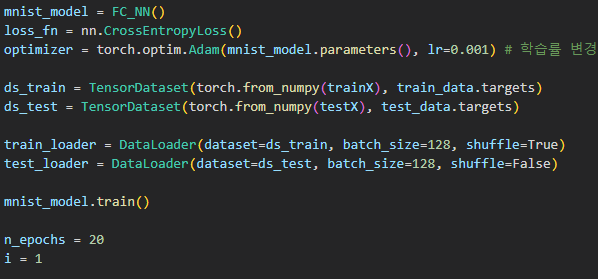 mnist_model = FC_NN()
loss_fn = nn.CrossEntropyLoss()
optimizer = torch.optim.Adam(mnist_model.parameters(), lr=0.001) # 학습률 변경
ds_train = TensorDataset(torch.from_numpy(trainX), train_data.targets)
ds_test = TensorDataset(torch.from_numpy(testX), test_data.targets)
train_loader = DataLoader(dataset=ds_train, batch_size=128, shuffle=True)
test_loader = DataLoader(dataset=ds_test, batch_size=128, shuffle=False)
mnist_model.train()
n_epochs = 20
i = 1